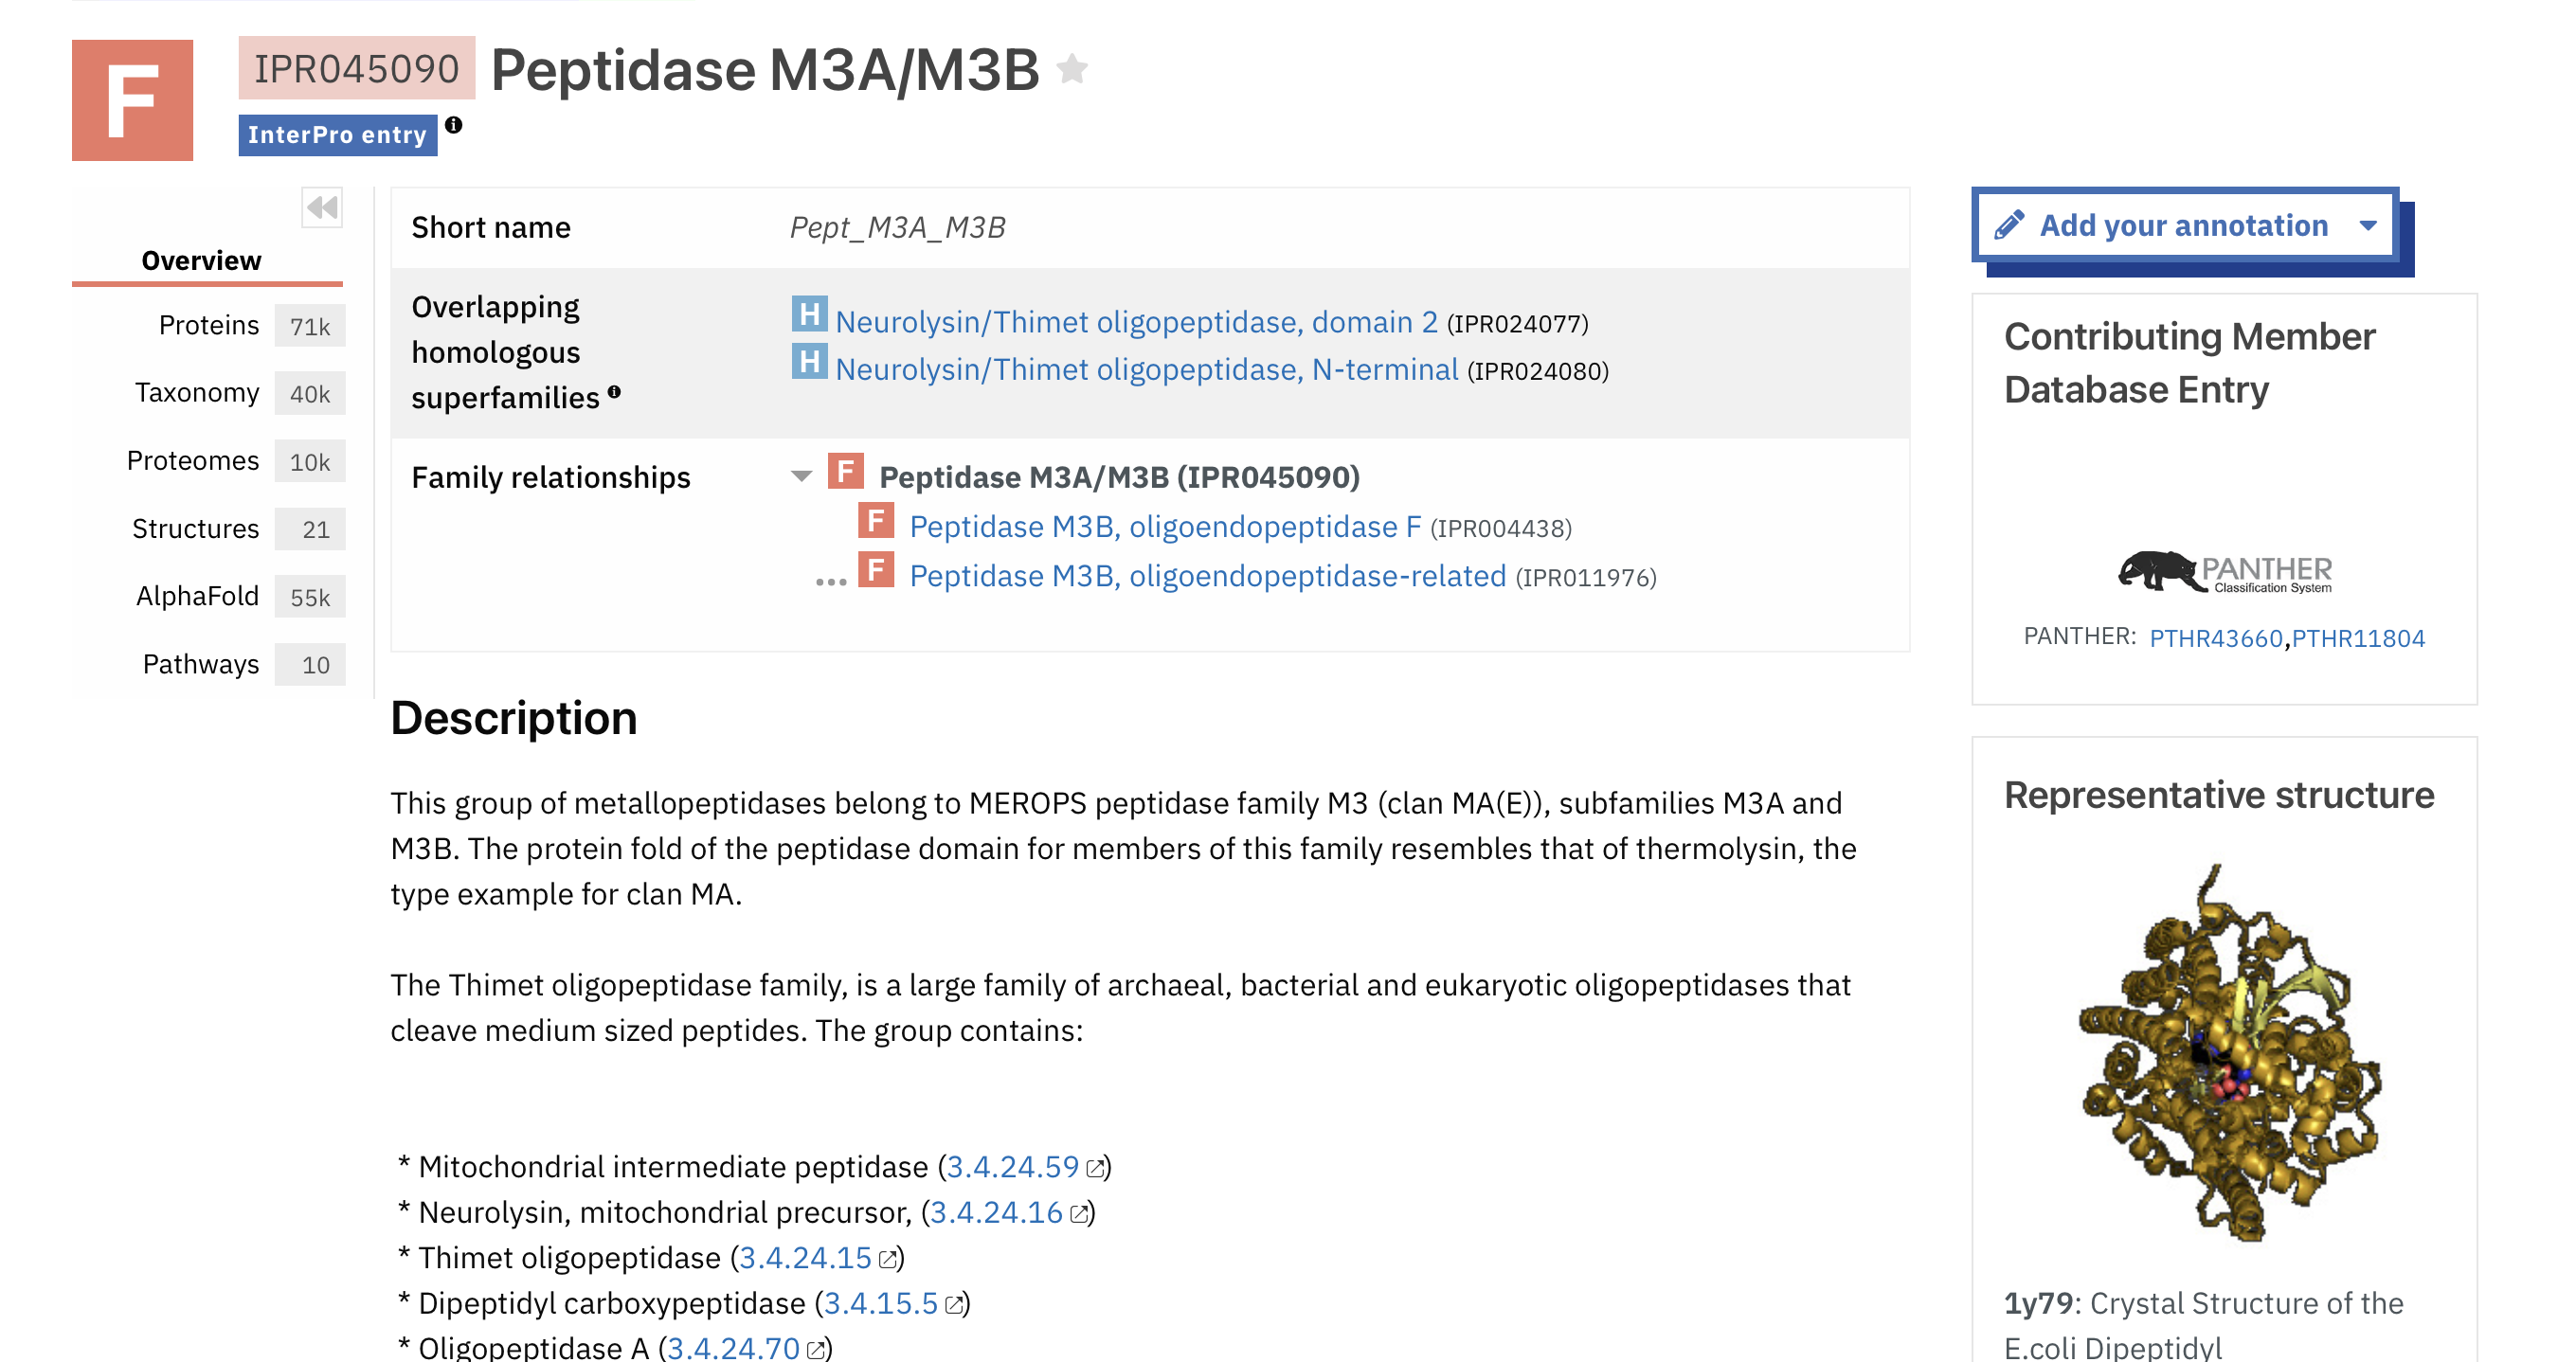 F
IPR045090 Peptidase M3A/M3B
InterPro entry
Overview
Proteins 71k
Taxonomy 40k
Proteomes 10k
Structures 21
AlphaFold 55k
Pathways 10
Short name Pept_M3A_M3B
Overlapping
homologous
superfamilies
H Neurolysin/Thimet oligopeptidase, domain 2 (IPR024077)
H Neurolysin/Thimet oligopeptidase, N-terminal (IPR024080)
Family relationships
F Peptidase M3A/M3B (IPR045090)
F Peptidase M3B, oligoendopeptidase F (IPR004438)
... F Peptidase M3B, oligoendopeptidase-related (IPR011976)
Description
This group of metallopeptidases belong to MEROPS peptidase family M3 (clan MA(E)), subfamilies M3A and
M3B. The protein fold of the peptidase domain for members of this family resembles that of thermolysin, the
type example for clan MA.
The Thimet oligopeptidase family, is a large family of archaeal, bacterial and eukaryotic oligopeptidases that
cleave medium sized peptides. The group contains:
* Mitochondrial intermediate peptidase (3.4.24.59)
* Neurolysin, mitochondrial precursor, (3.4.24.16)
* Thimet oligopeptidase (3.4.24.15)
* Dipeptidyl carboxypeptidase (3.4.15.5)
* Oligopeptidase A (3.4.24.70)
Add your annotation
Contributing Member
Database Entry
PANTHER
Classification System
PANTHER: PTHR43660,PTHR11804
Representative structure
1y79: Crystal Structure of the
E.coli Dipeptidyl